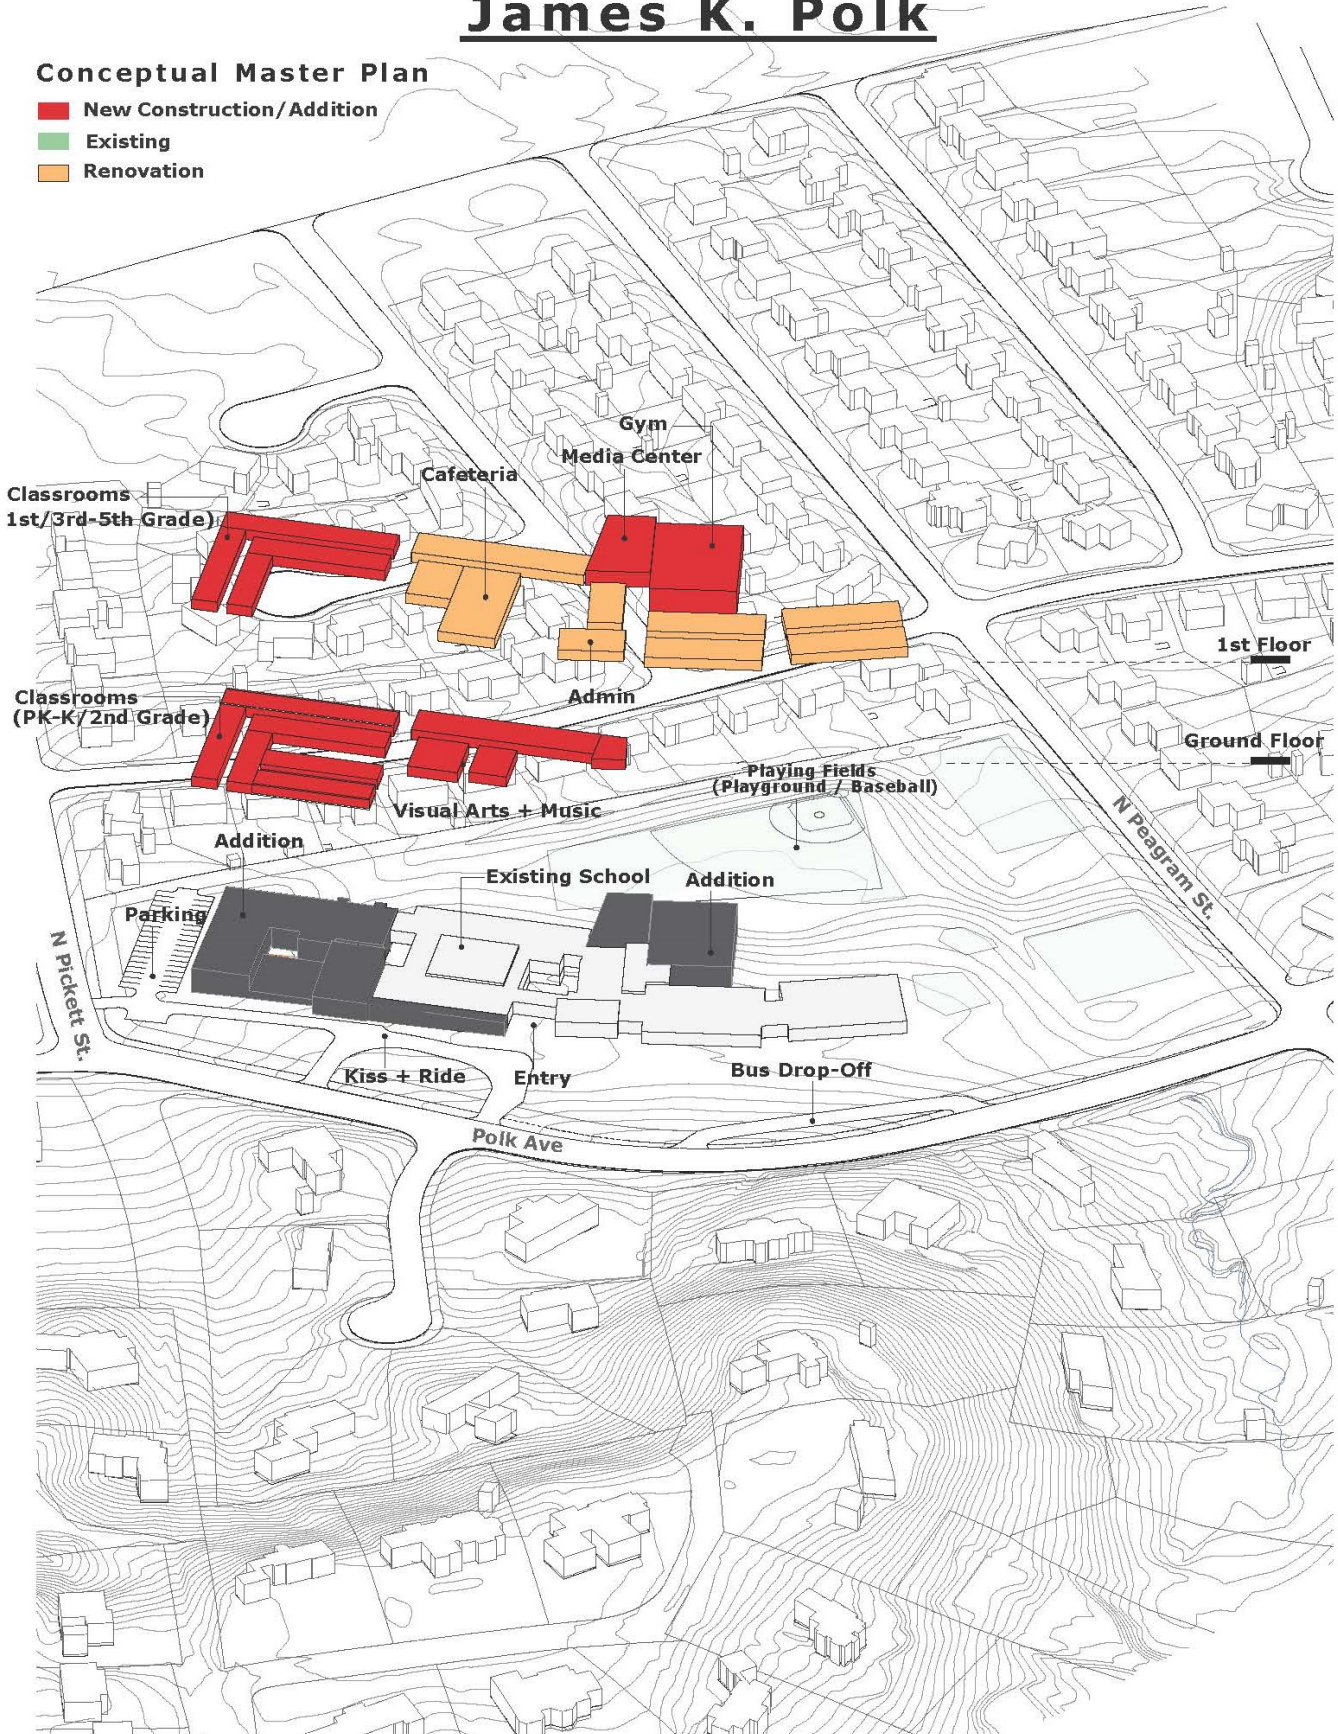 James K. Polk
Conceptual Master Plan
New Construction/Addition
Existing
Renovation
Gym
Media Center
Cafeteria
Classrooms
1st/3rd-5th Grade)
1st Floor
Admin
Classrooms
(PK-K/2nd Grade)
Ground Floor
Playing Fields
(Playground / Baseball)
Visual Arts + Music
N Peagram St.
Addition
Existing School
Addition
Parking
N Pickett St.
Kiss + Ride
Entry
Bus Drop-Off
Polk Ave